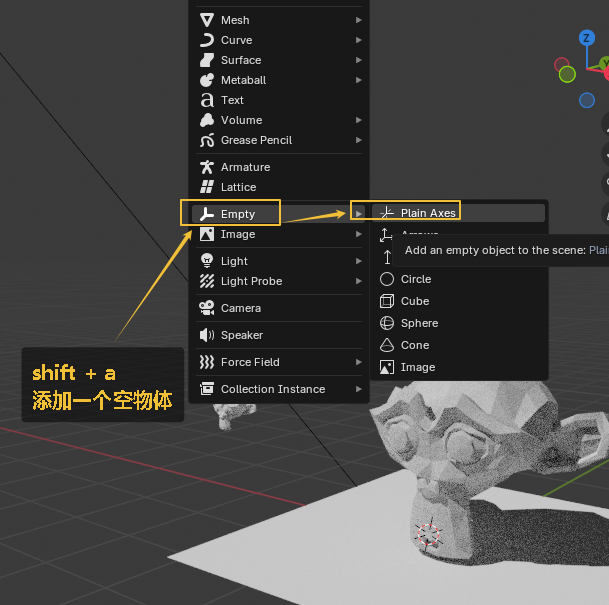 Mesh
Curve
Surface
Metaball
Text
Volume
Grease Pencil
Armature
Lattice
Empty
Image
Light
Light Probe
Camera
Speaker
Force Field
Collection Instance
Plain Axes
Add an empty object to the scene: Plai
Circle
Cube
Sphere
Cone
Image
shift + a
添加一个空物体
Z